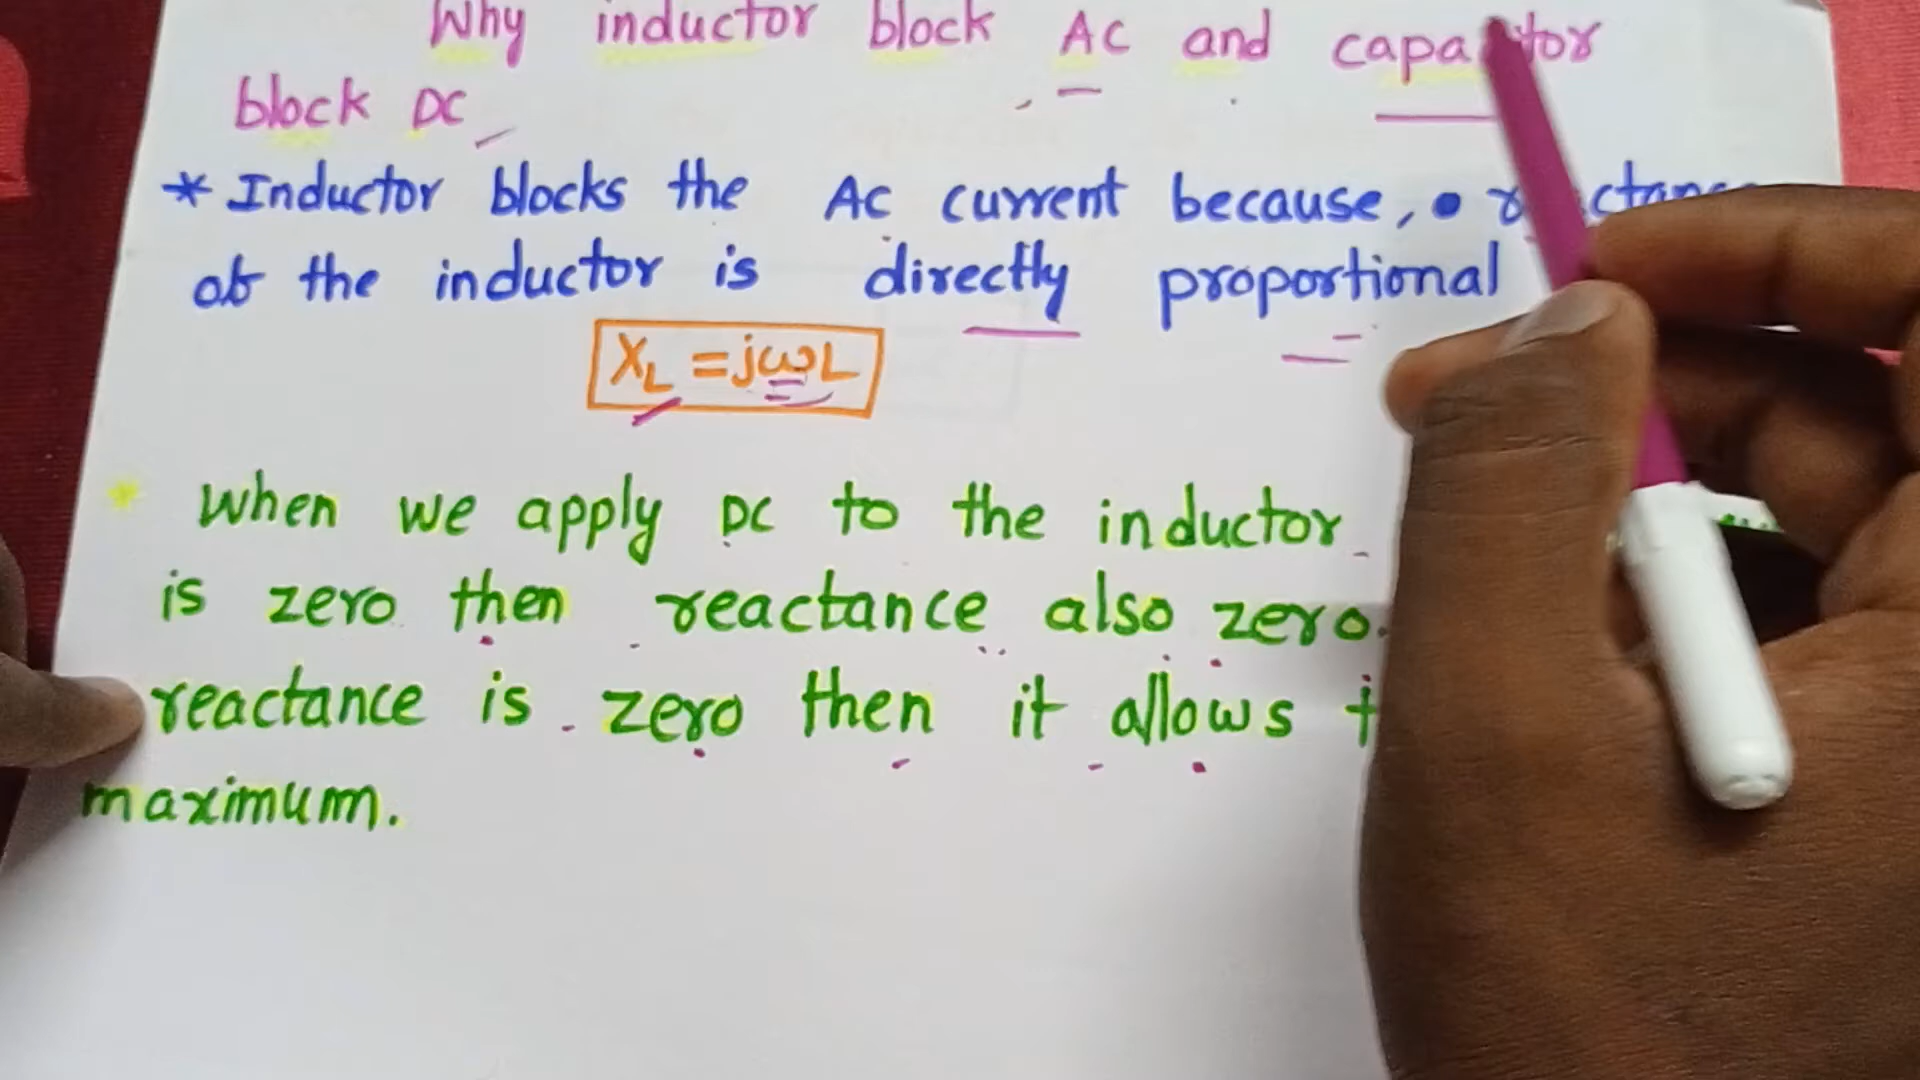 Why inductor block AC and capacitor
block DC
* Inductor blocks the AC current because, reactance
of the inductor is directly proportional
XL = jωL
* When we apply DC to the inductor
is zero then reactance also zero.
reactance is zero then it allows
maximum.